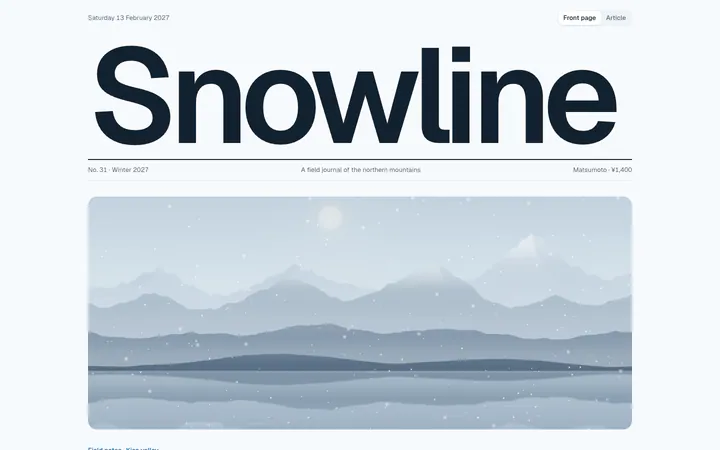 Saturday 13 February 2027
Front page
Article
Snowline
No. 31 · Winter 2027
A field journal of the northern mountains
Matsumoto · ¥1,400